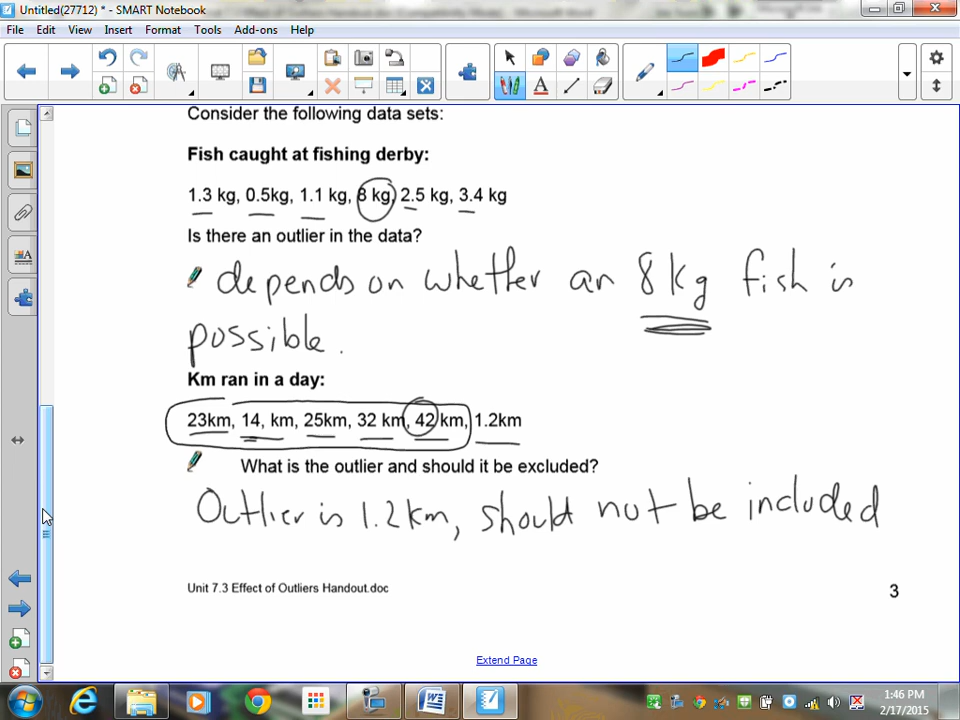 Untitled(27712) * - SMART Notebook
File Edit View Insert Format Tools Add-ons Help
Consider the following data sets:
Fish caught at fishing derby:
1.3 kg, 0.5kg, 1.1 kg, 8 kg, 2.5 kg, 3.4 kg
Is there an outlier in the data?
depends on whether an 8kg fish is
possible.
Km ran in a day:
23km, 14, km, 25km, 32 km, 42 km, 1.2km
What is the outlier and should it be excluded?
Outlier is 1.2km, should not be included
Unit 7.3 Effect of Outliers Handout.doc
3
Extend Page
1:46 PM
2/17/2015